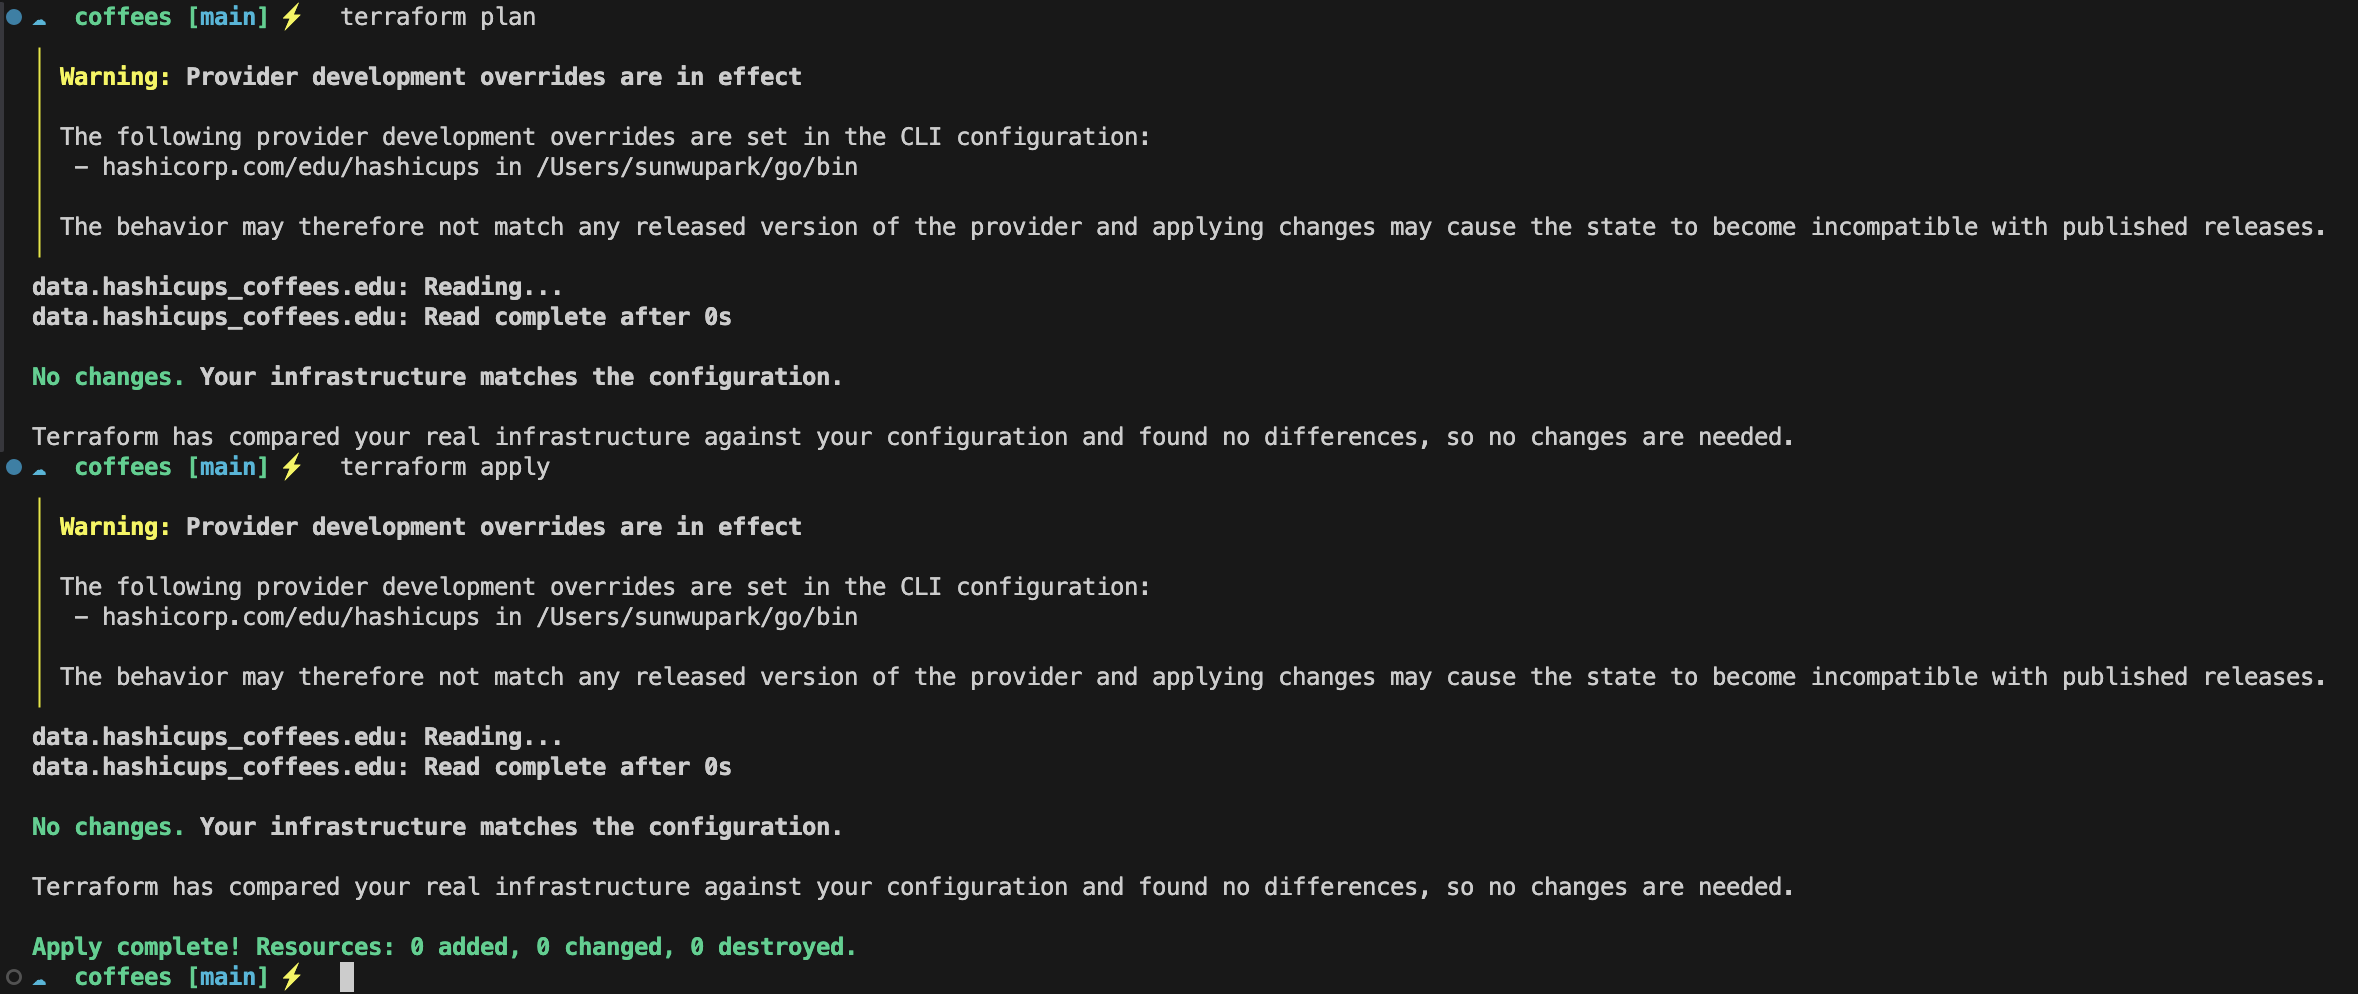 coffees [main] ⚡ terraform plan
Warning: Provider development overrides are in effect
The following provider development overrides are set in the CLI configuration:
- hashicorp.com/edu/hashicups in /Users/sunwupark/go/bin
The behavior may therefore not match any released version of the provider and applying changes may cause the state to become incompatible with published releases.
data.hashicups_coffees.edu: Reading...
data.hashicups_coffees.edu: Read complete after 0s
No changes. Your infrastructure matches the configuration.
Terraform has compared your real infrastructure against your configuration and found no differences, so no changes are needed.
coffees [main] ⚡ terraform apply
Warning: Provider development overrides are in effect
The following provider development overrides are set in the CLI configuration:
- hashicorp.com/edu/hashicups in /Users/sunwupark/go/bin
The behavior may therefore not match any released version of the provider and applying changes may cause the state to become incompatible with published releases.
data.hashicups_coffees.edu: Reading...
data.hashicups_coffees.edu: Read complete after 0s
No changes. Your infrastructure matches the configuration.
Terraform has compared your real infrastructure against your configuration and found no differences, so no changes are needed.
Apply complete! Resources: 0 added, 0 changed, 0 destroyed.
coffees [main] ⚡